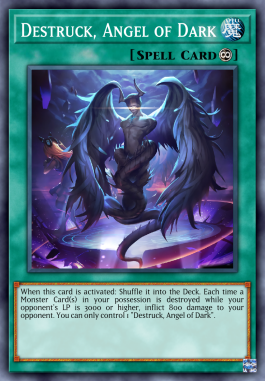 Destruck, Angel of Dark
[Spell Card]
When this card is activated: Shuffle it into the Deck. Each time a
Monster Card(s) in your possession is destroyed while your
opponent's LP is 3000 or higher, inflict 800 damage to your
opponent. You can only control 1 "Destruck, Angel of Dark".